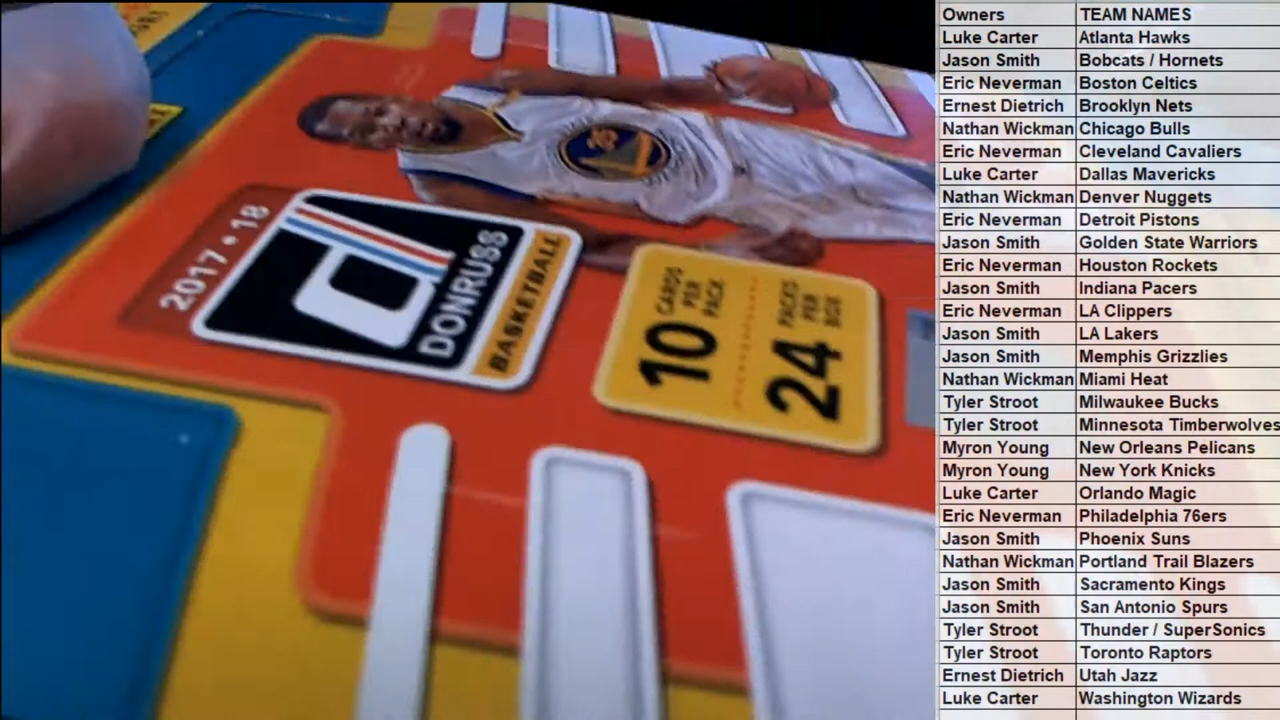 2017 • 18
d
DONRUSS
BASKETBALL
10 CARDS PER PACK
24 PACKS PER BOX
35
Owners TEAM NAMES
Luke Carter Atlanta Hawks
Jason Smith Bobcats / Hornets
Eric Neverman Boston Celtics
Ernest Dietrich Brooklyn Nets
Nathan Wickman Chicago Bulls
Eric Neverman Cleveland Cavaliers
Luke Carter Dallas Mavericks
Nathan Wickman Denver Nuggets
Eric Neverman Detroit Pistons
Jason Smith Golden State Warriors
Eric Neverman Houston Rockets
Jason Smith Indiana Pacers
Eric Neverman LA Clippers
Jason Smith LA Lakers
Jason Smith Memphis Grizzlies
Nathan Wickman Miami Heat
Tyler Stroot Milwaukee Bucks
Tyler Stroot Minnesota Timberwolves
Myron Young New Orleans Pelicans
Myron Young New York Knicks
Luke Carter Orlando Magic
Eric Neverman Philadelphia 76ers
Jason Smith Phoenix Suns
Nathan Wickman Portland Trail Blazers
Jason Smith Sacramento Kings
Jason Smith San Antonio Spurs
Tyler Stroot Thunder / SuperSonics
Tyler Stroot Toronto Raptors
Ernest Dietrich Utah Jazz
Luke Carter Washington Wizards